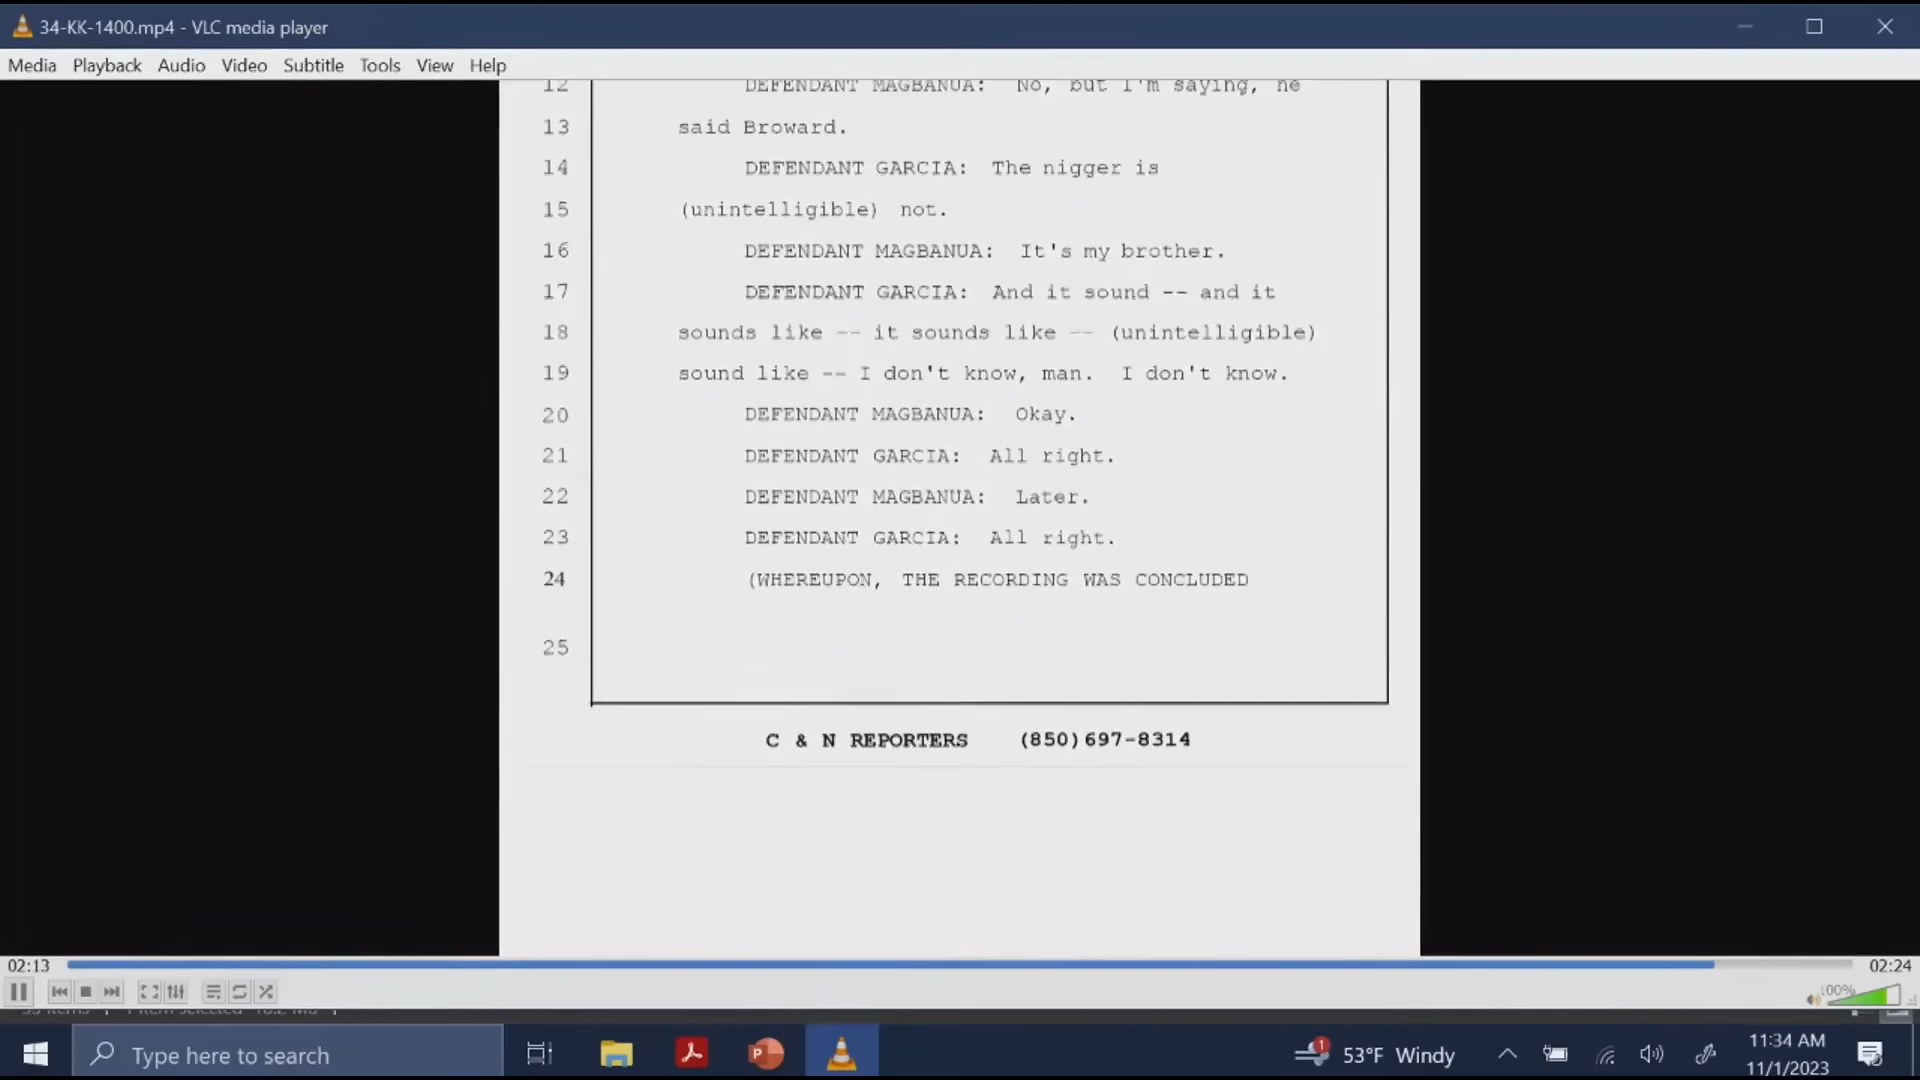 34-KK-1400.mp4 - VLC media player
Media Playback Audio Video Subtitle Tools View Help
12 DEFENDANT MAGBANUA: No, but I'm saying, he
13 said Broward.
14 DEFENDANT GARCIA: The nigger is
15 (unintelligible) not.
16 DEFENDANT MAGBANUA: It's my brother.
17 DEFENDANT GARCIA: And it sound -- and it
18 sounds like -- it sounds like -- (unintelligible)
19 sound like -- I don't know, man. I don't know.
20 DEFENDANT MAGBANUA: Okay.
21 DEFENDANT GARCIA: All right.
22 DEFENDANT MAGBANUA: Later.
23 DEFENDANT GARCIA: All right.
24 (WHEREUPON, THE RECORDING WAS CONCLUDED
25
C & N REPORTERS (850)697-8314
02:13 02:24
100%
Type here to search
1
53°F Windy
11:34 AM
11/1/2023